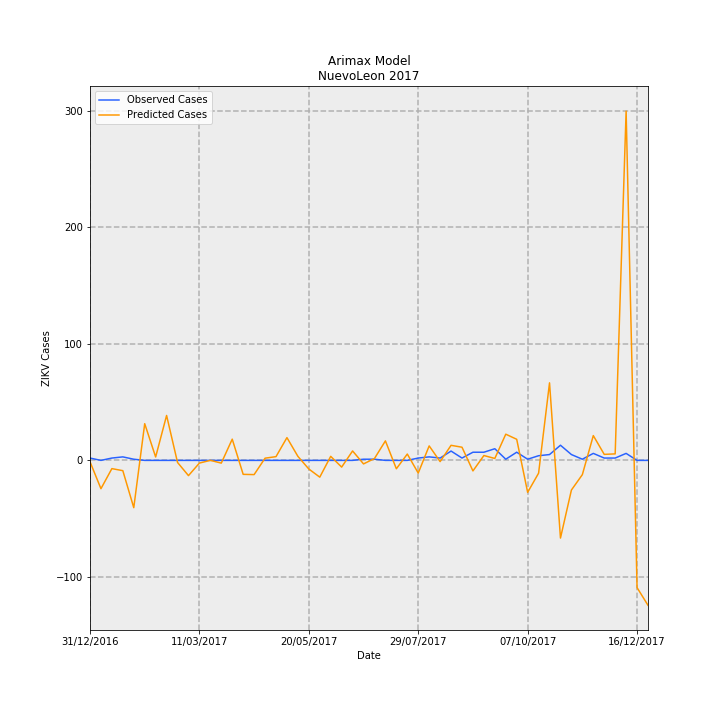 Arimax Model
NuevoLeon 2017
Observed Cases
Predicted Cases
300
200
100
0
−100
ZIKV Cases
31/12/2016
11/03/2017
20/05/2017
29/07/2017
07/10/2017
16/12/2017
Date